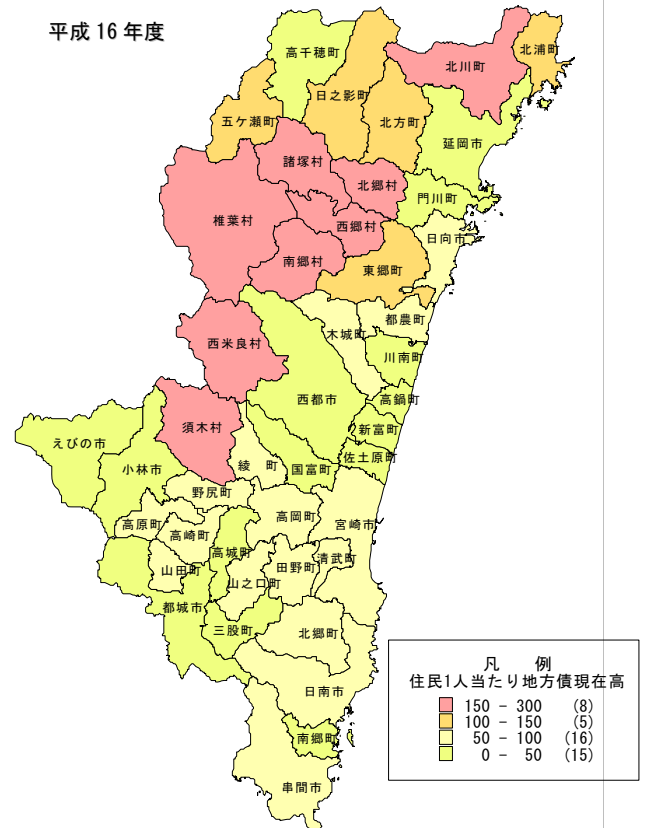 平成 16 年度
高千穂町
北浦町
北川町
日之影町
五ケ瀬町
北方町
延岡市
諸塚村
北郷村
門川町
椎葉村
西郷村
日向市
南郷村
東郷町
都農町
木城町
西米良村
川南町
西都市
高鍋町
須木村
新富町
えびの市
佐土原町
小林市
綾 町
国富町
野尻町
高岡町
宮崎市
高原町
高崎町
高城町
清武町
田野町
山田町
山之口町
都城市
三股町
北郷町
日南市
南郷町
串間市
凡 例
住民1人当たり地方債現在高
150 - 300 (8)
100 - 150 (5)
50 - 100 (16)
0 - 50 (15)